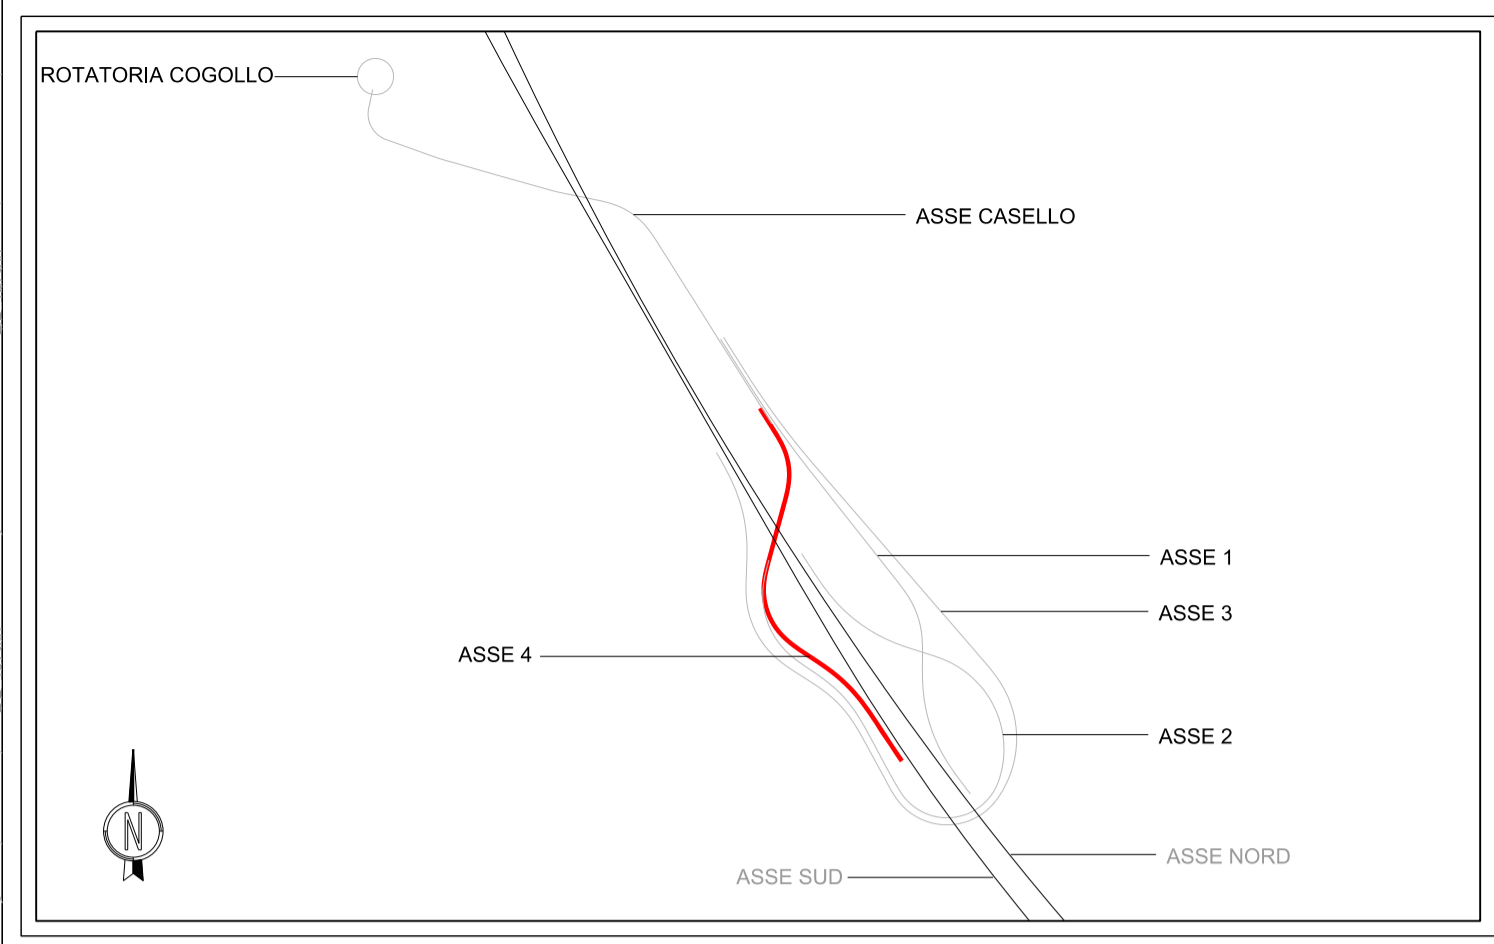 ROTATORIA COGOLLO
ASSE CASELLO
ASSE 1
ASSE 3
ASSE 4
ASSE 2
N
ASSE NORD
ASSE SUD